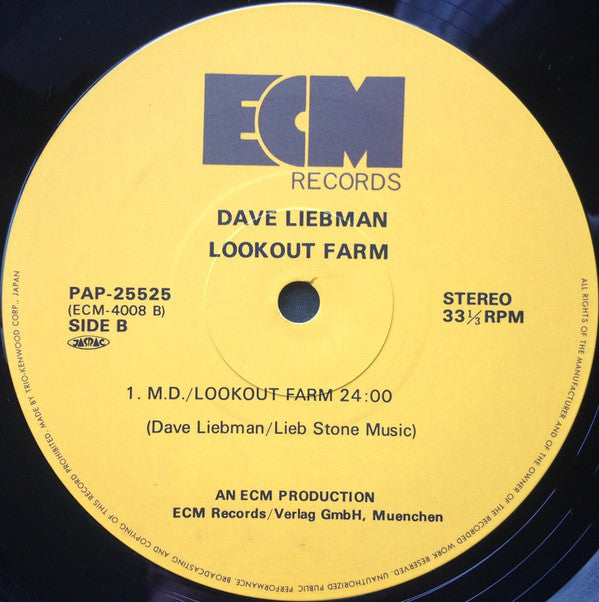 ECM
RECORDS
DAVE LIEBMAN
LOOKOUT FARM
PAP-25525
(ECM-4008 B)
SIDE B
JASRAC
STEREO
33 1/3 RPM
1. M.D./LOOKOUT FARM 24:00
(Dave Liebman/Lieb Stone Music)
AN ECM PRODUCTION
ECM Records/Verlag GmbH, Muenchen
ALL RIGHTS OF THE MANUFACTURER AND OF THE OWNER OF THE RECORDED WORK RESERVED. UNAUTHORIZED PUBLIC PERFORMANCE. BROADCASTING AND COPYING OF THIS RECORD PROHIBITED. MADE BY TRIO-KENWOOD CORP., JAPAN